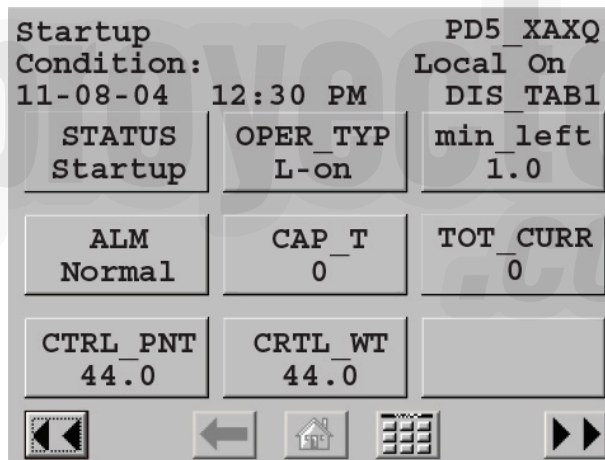 Startup PD5_XAXQ
Condition: Local On
11-08-04 12:30 PM DIS_TAB1
STATUS OPER_TYP min_left
Startup L-on 1.0
ALM CAP_T TOT_CURR
Normal 0 0
CTRL_PNT CRTL_WT
44.0 44.0